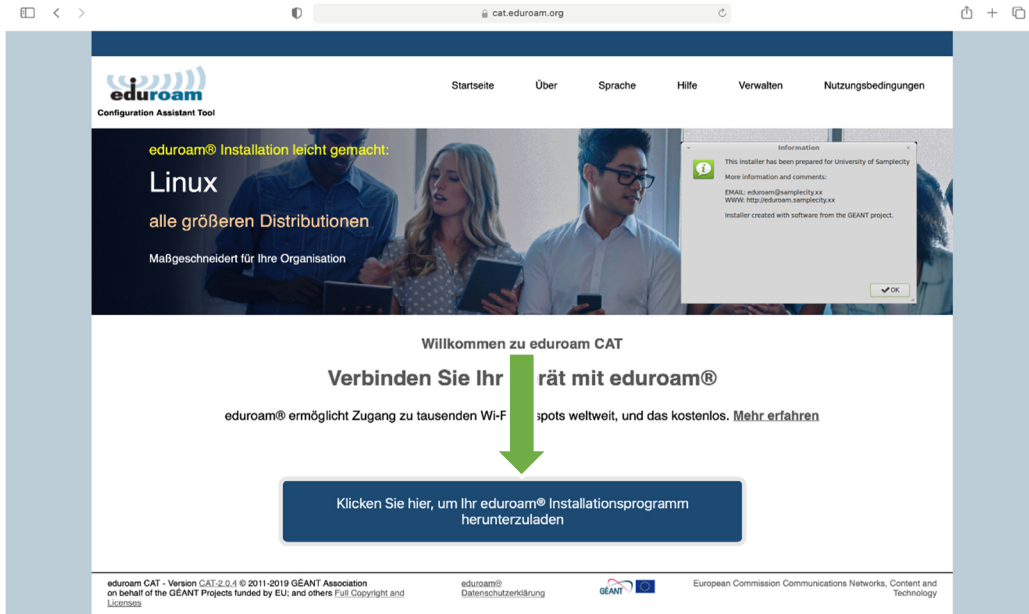 cat.eduroam.org
eduroam
Configuration Assistant Tool
Startseite Über Sprache Hilfe Verwalten Nutzungsbedingungen
eduroam® Installation leicht gemacht:
Linux
alle größeren Distributionen
Maßgeschneidert für Ihre Organisation
Information
This installer has been prepared for University of Samplecity
More information and comments:
EMAIL: eduroam@samplecity.xx
WWW: http://eduroam.samplecity.xx
Installer created with software from the GEANT project.
OK
Willkommen zu eduroam CAT
Verbinden Sie Ihr rät mit eduroam®
eduroam® ermöglicht Zugang zu tausenden Wi-F spots weltweit, und das kostenlos. Mehr erfahren
Klicken Sie hier, um Ihr eduroam® Installationsprogramm
herunterzuladen
eduroam CAT - Version CAT-2.0.4 © 2011-2019 GÉANT Association
on behalf of the GÉANT Projects funded by EU; and others Full Copyright and
Licenses
eduroam®
Datenschutzerklärung
GÉANT
European Commission Communications Networks, Content and
Technology